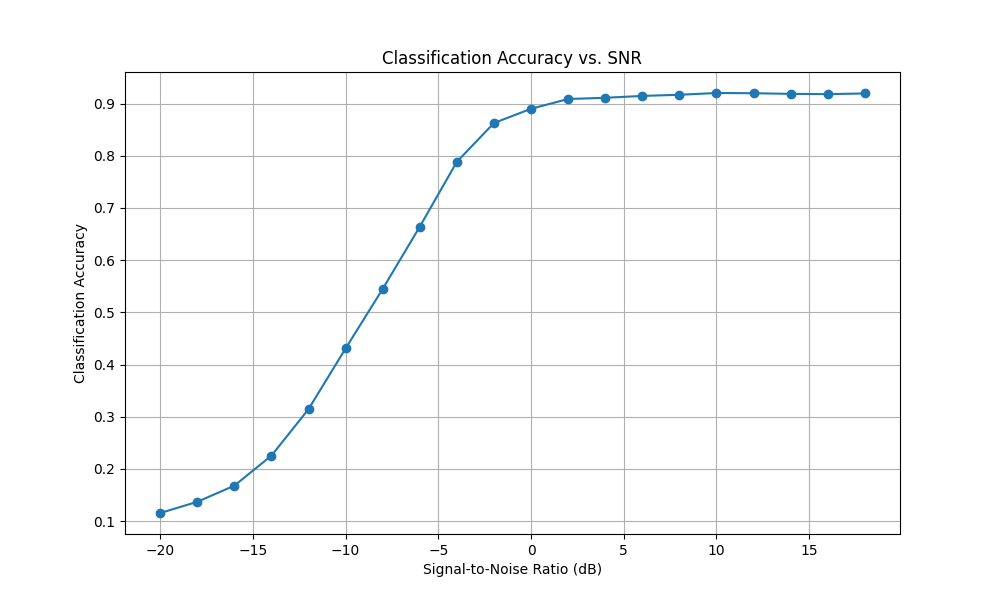 Classification Accuracy vs. SNR
Classification Accuracy
0.9
0.8
0.7
0.6
0.5
0.4
0.3
0.2
0.1
−20 −15 −10 −5 0 5 10 15
Signal-to-Noise Ratio (dB)